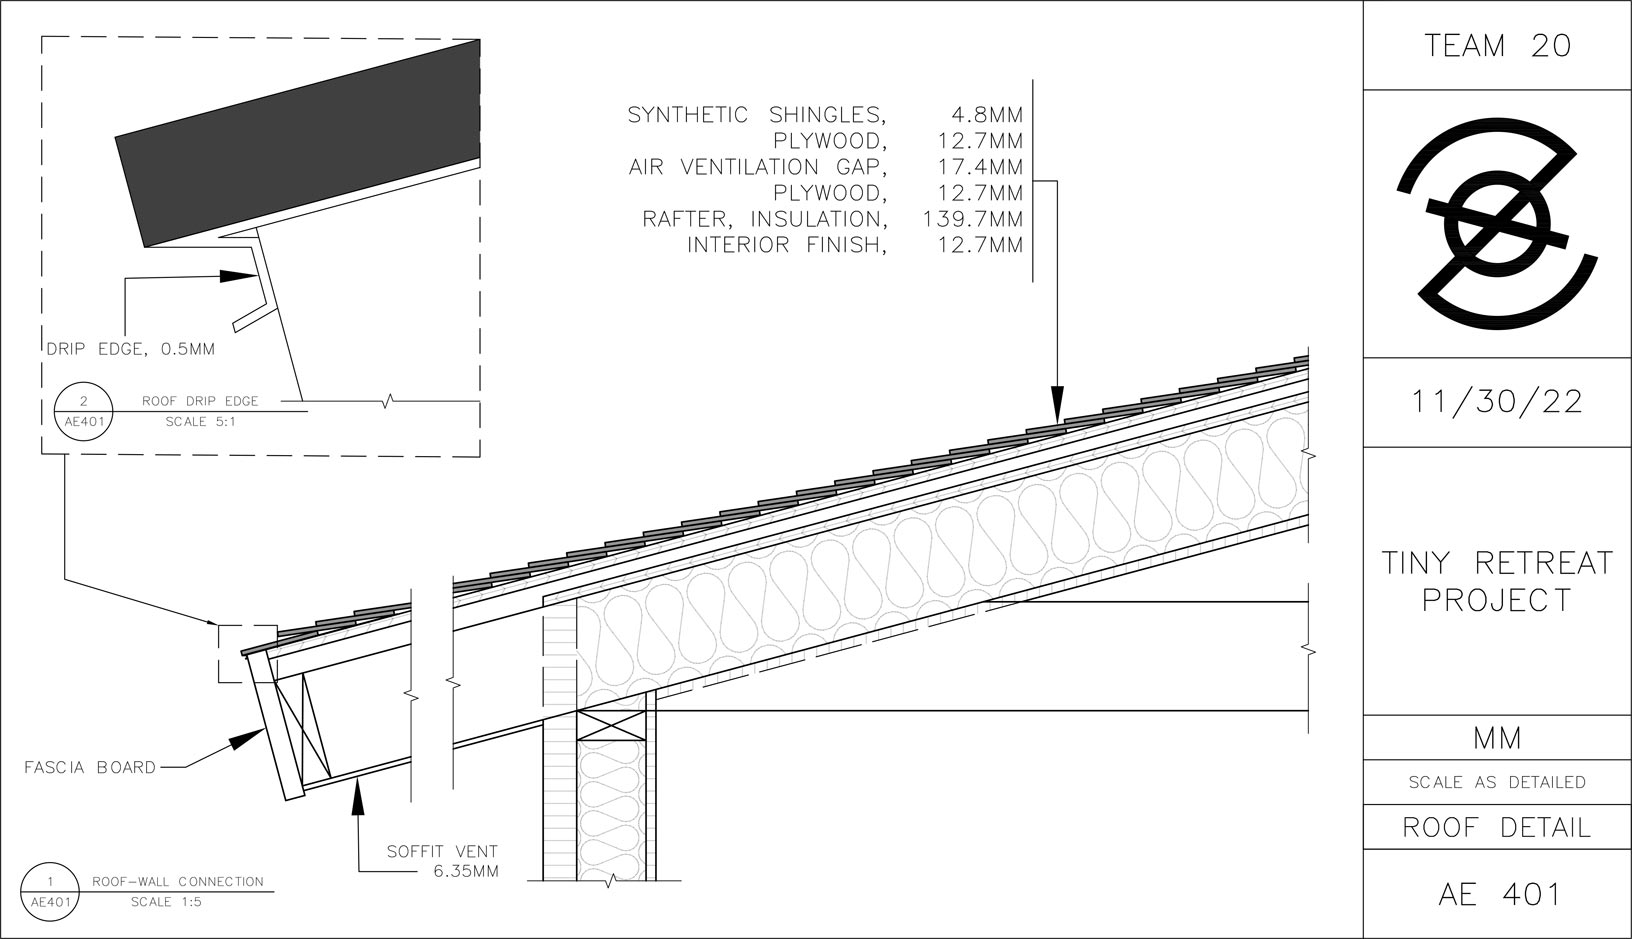 SYNTHETIC SHINGLES, 4.8MM
PLYWOOD, 12.7MM
AIR VENTILATION GAP, 17.4MM
PLYWOOD, 12.7MM
RAFTER, INSULATION, 139.7MM
INTERIOR FINISH, 12.7MM
DRIP EDGE, 0.5MM
2
AE401
ROOF DRIP EDGE
SCALE 5:1
FASCIA BOARD
SOFFIT VENT
6.35MM
1
AE401
ROOF-WALL CONNECTION
SCALE 1:5
TEAM 20
11/30/22
TINY RETREAT
PROJECT
MM
SCALE AS DETAILED
ROOF DETAIL
AE 401